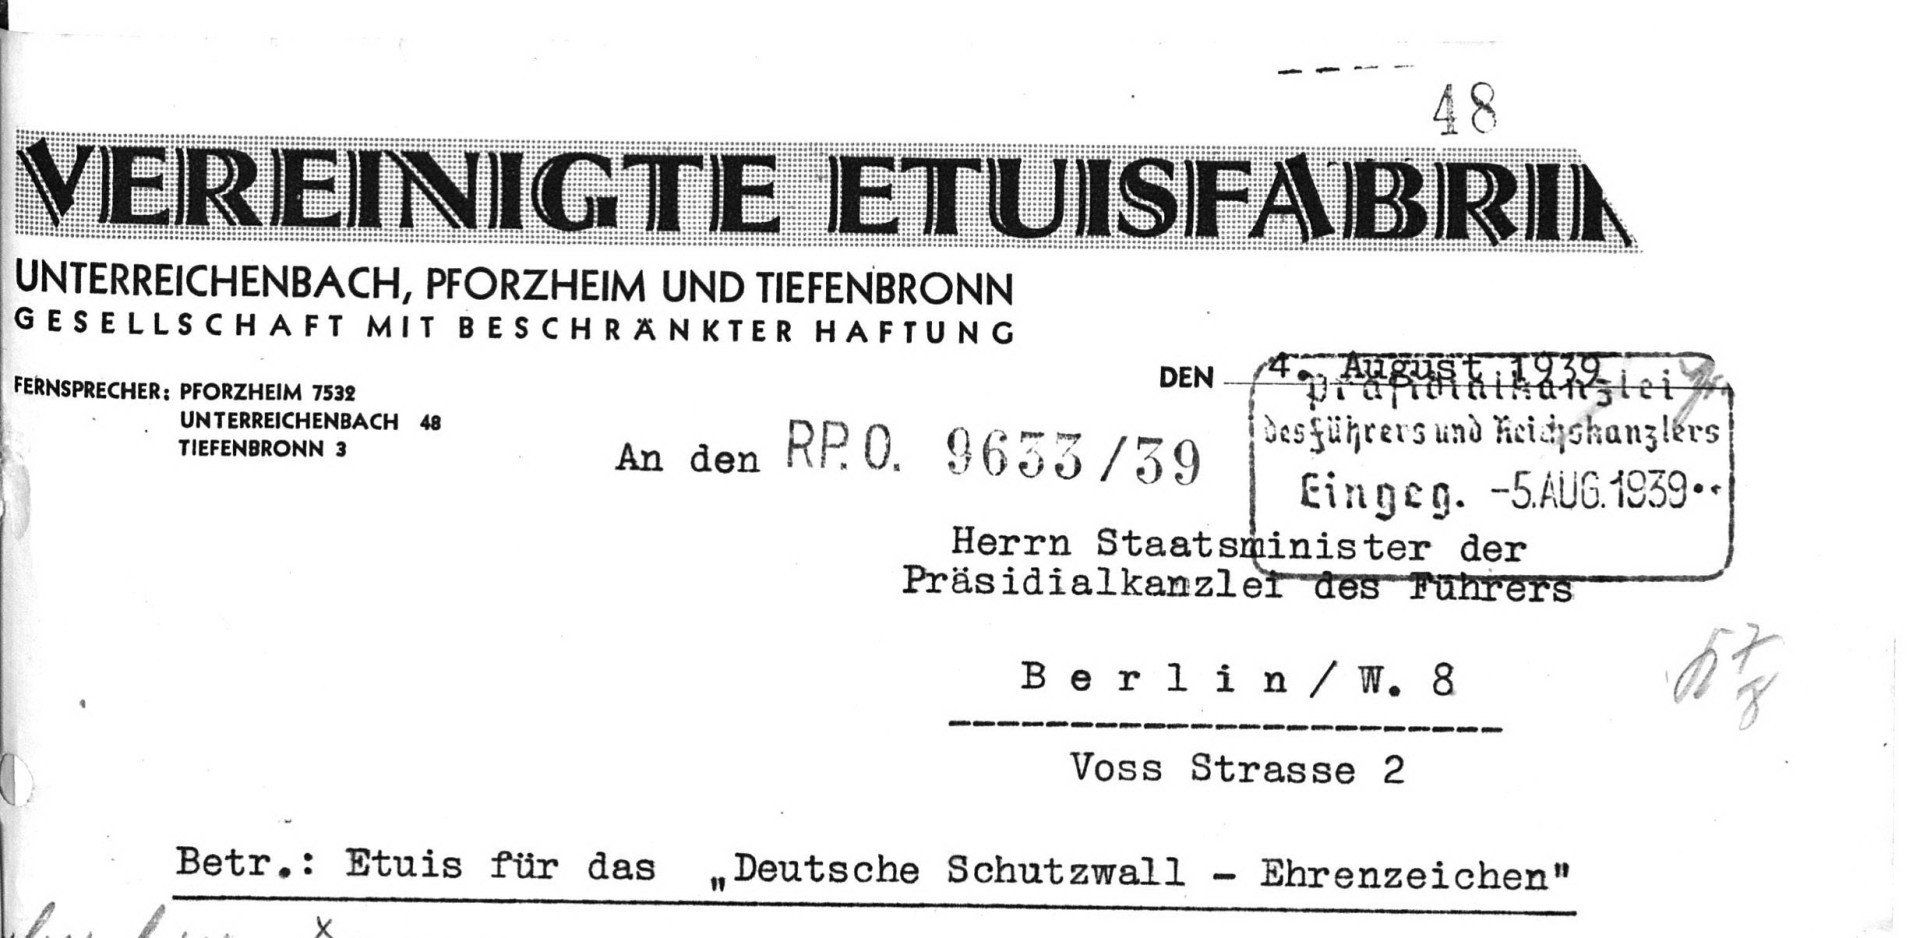 48
VEREINIGTE ETUISFABRIK
UNTERREICHENBACH, PFORZHEIM UND TIEFENBRONN
GESELLSCHAFT MIT BESCHRÄNKTER HAFTUNG
DEN 4. August 1939
FERNSPRECHER: PFORZHEIM 7532
UNTERREICHENBACH 48
TIEFENBRONN 3
Präsidialkanzlei
des Führers und Reichskanzlers
Eingeg. -5. AUG. 1939
An den RP. O. 9633/39
Herrn Staatsminister der
Präsidialkanzlei des Führers
Berlin/W. 8
Voss Strasse 2
Betr.: Etuis für das „Deutsche Schutzwall - Ehrenzeichen"
x